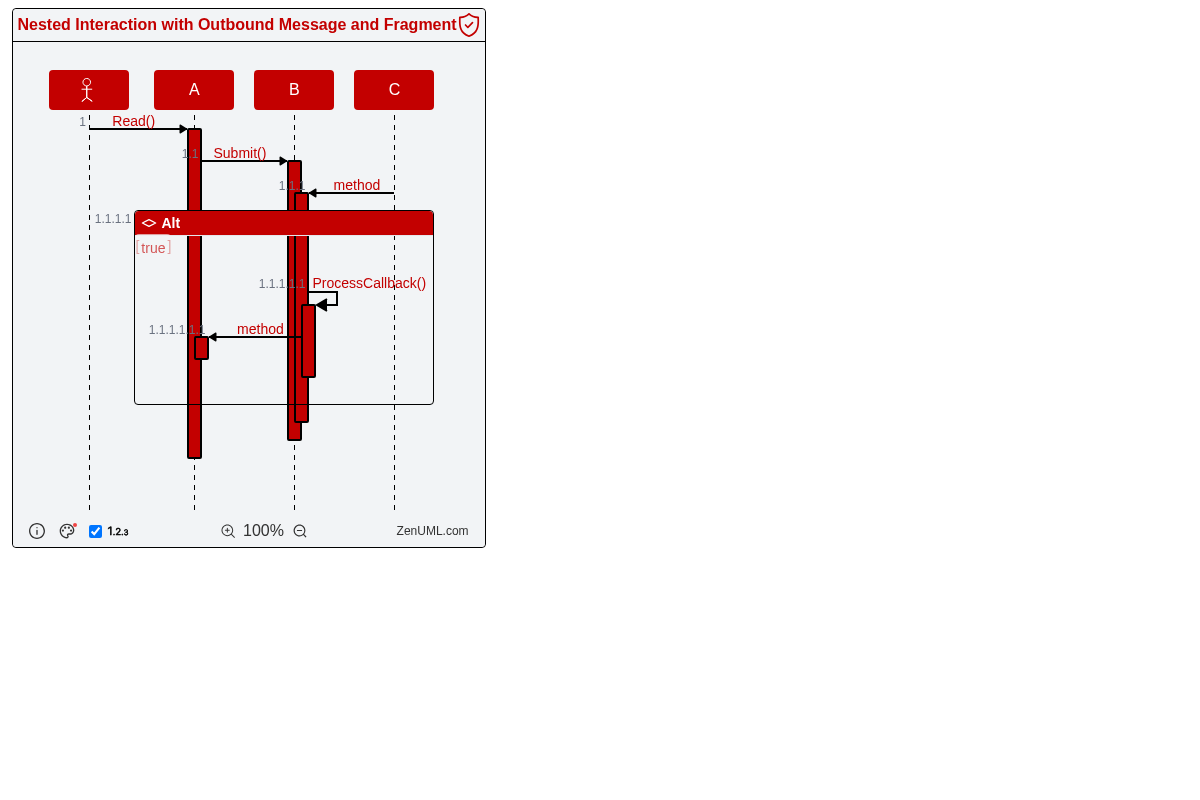 Nested Interaction with Outbound Message and Fragment
A
B
C
1
Read()
1.1
Submit()
1.1.1
method
1.1.1.1
Alt
[true]
1.1.1.1.1
ProcessCallback()
1.1.1.1.1.1
method
1.2.3
100%
ZenUML.com